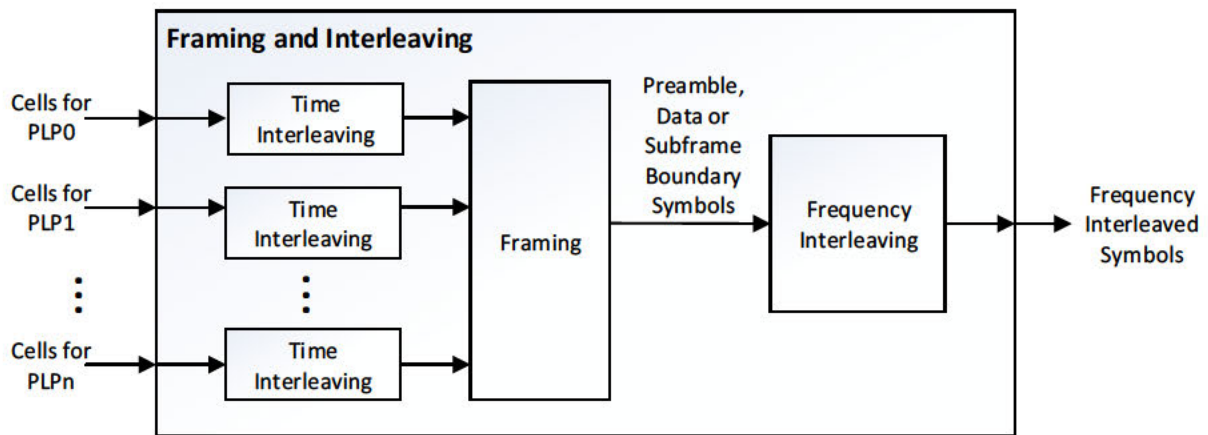 Framing and Interleaving
Cells for
PLP0
Time
Interleaving
Cells for
PLP1
Time
Interleaving
Cells for
PLPn
Time
Interleaving
Framing
Preamble,
Data or
Subframe
Boundary
Symbols
Frequency
Interleaving
Frequency
Interleaved
Symbols